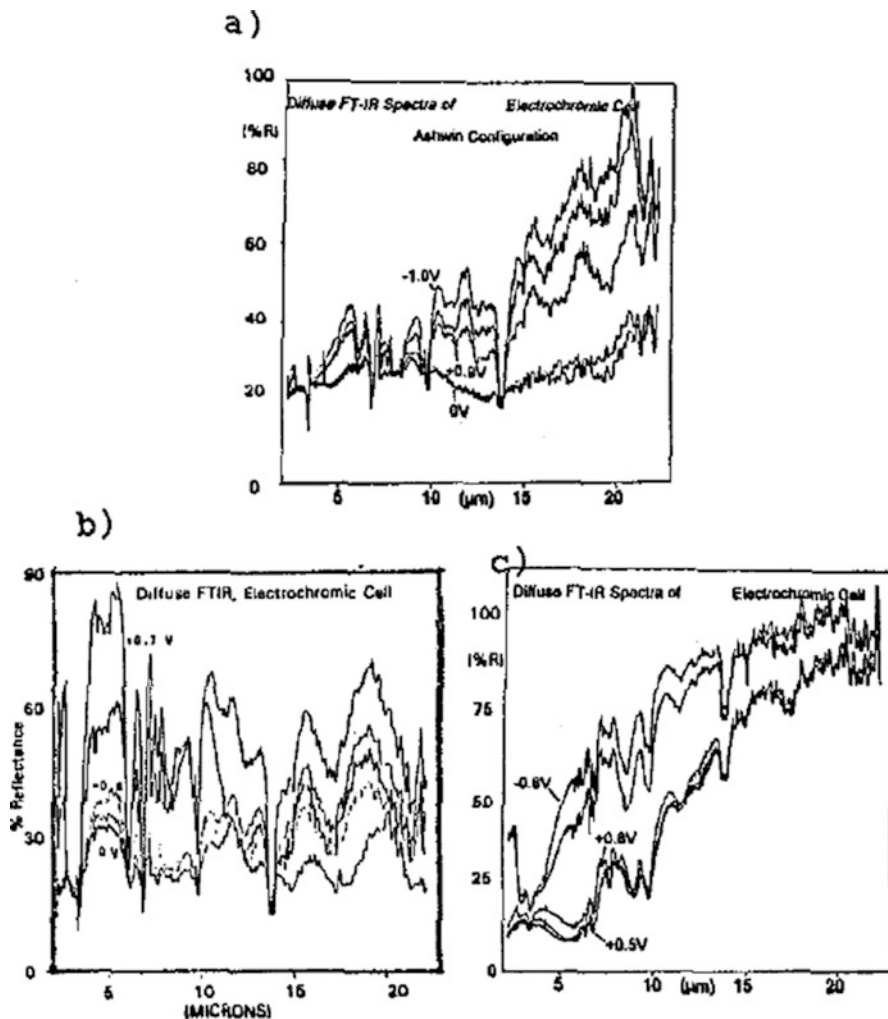 a)
100
Diffuse FT-IR Spectra of Electrochromic Cell
(%R)
Ashwin Configuration
80
60
-1.0V
40
20
0V
0
5 10 (µm) 15 20
b)
90
Diffuse FTIR, Electrochromic Cell
+0.7 V
60
% Reflectance
30
0 V
0
5 10 15 20
(MICRONS)
c)
Diffuse FT-IR Spectra of Electrochromic Cell
100
(%R)
75
50
-0.6V
+0.8V
25
+0.5V
0
5 10 (µm) 15 20